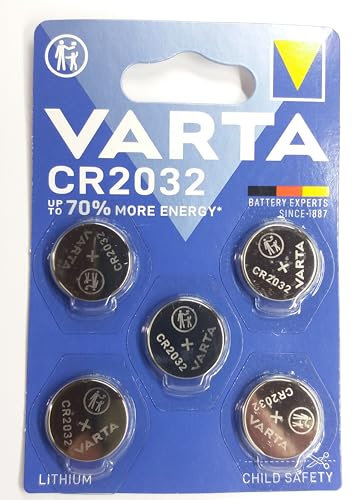 VARTA
CR2032
UP TO 70% MORE ENERGY*
BATTERY EXPERTS
SINCE-1887
VARTA
CR2032
VARTA
CR2032
VARTA
CR2032
VARTA
CR2032
VARTA
CR2032
LITHIUM
CHILD SAFETY